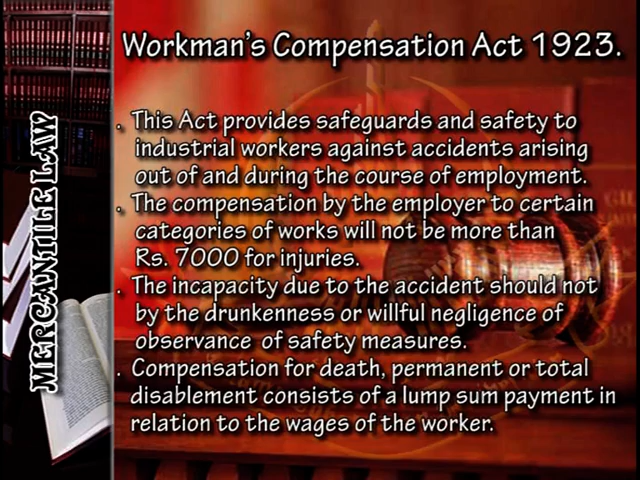 Workman's Compensation Act 1923.
MERCANTILE LAW
. This Act provides safeguards and safety to
industrial workers against accidents arising
out of and during the course of employment.
. The compensation by the employer to certain
categories of works will not be more than
Rs. 7000 for injuries.
. The incapacity due to the accident should not
by the drunkenness or willful negligence of
observance of safety measures.
. Compensation for death, permanent or total
disablement consists of a lump sum payment in
relation to the wages of the worker.